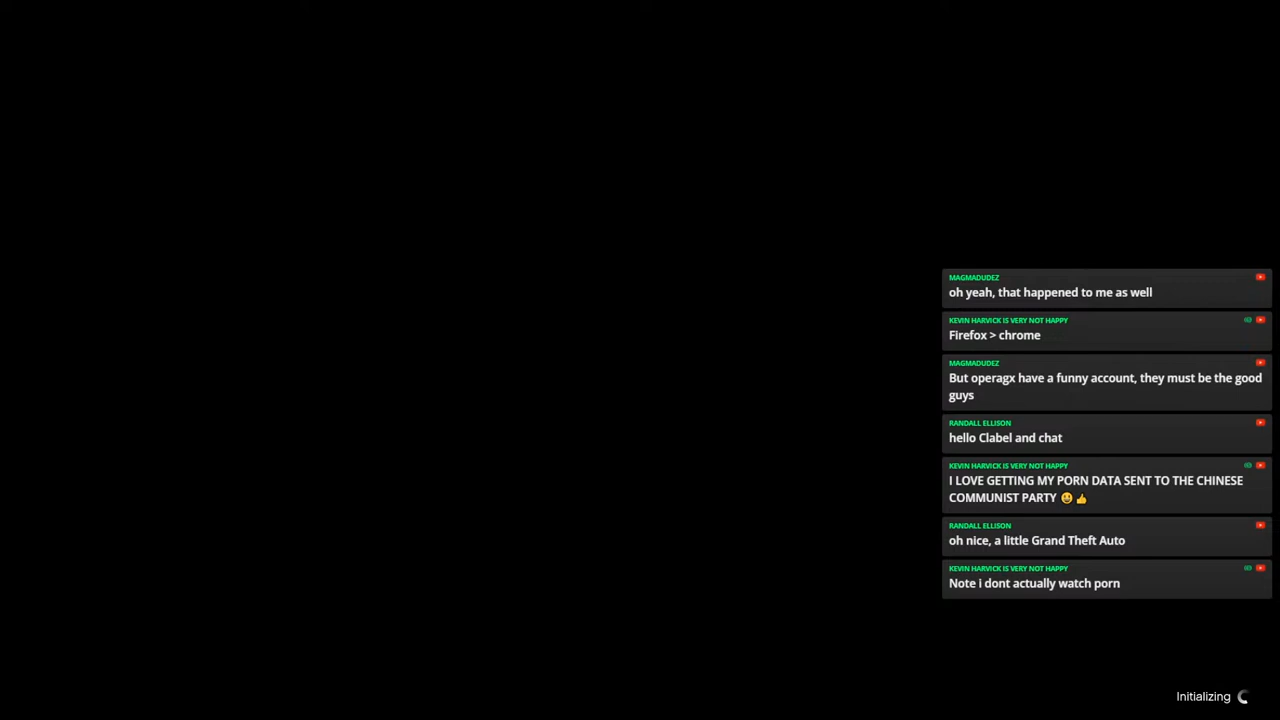 MAGMADUDEZ
oh yeah, that happened to me as well
KEVIN HARVICK IS VERY NOT HAPPY
Firefox > chrome
MAGMADUDEZ
But operagx have a funny account, they must be the good
guys
RANDALL ELLISON
hello Clabel and chat
KEVIN HARVICK IS VERY NOT HAPPY
I LOVE GETTING MY PORN DATA SENT TO THE CHINESE
COMMUNIST PARTY 😃👍
RANDALL ELLISON
oh nice, a little Grand Theft Auto
KEVIN HARVICK IS VERY NOT HAPPY
Note i dont actually watch porn
Initializing